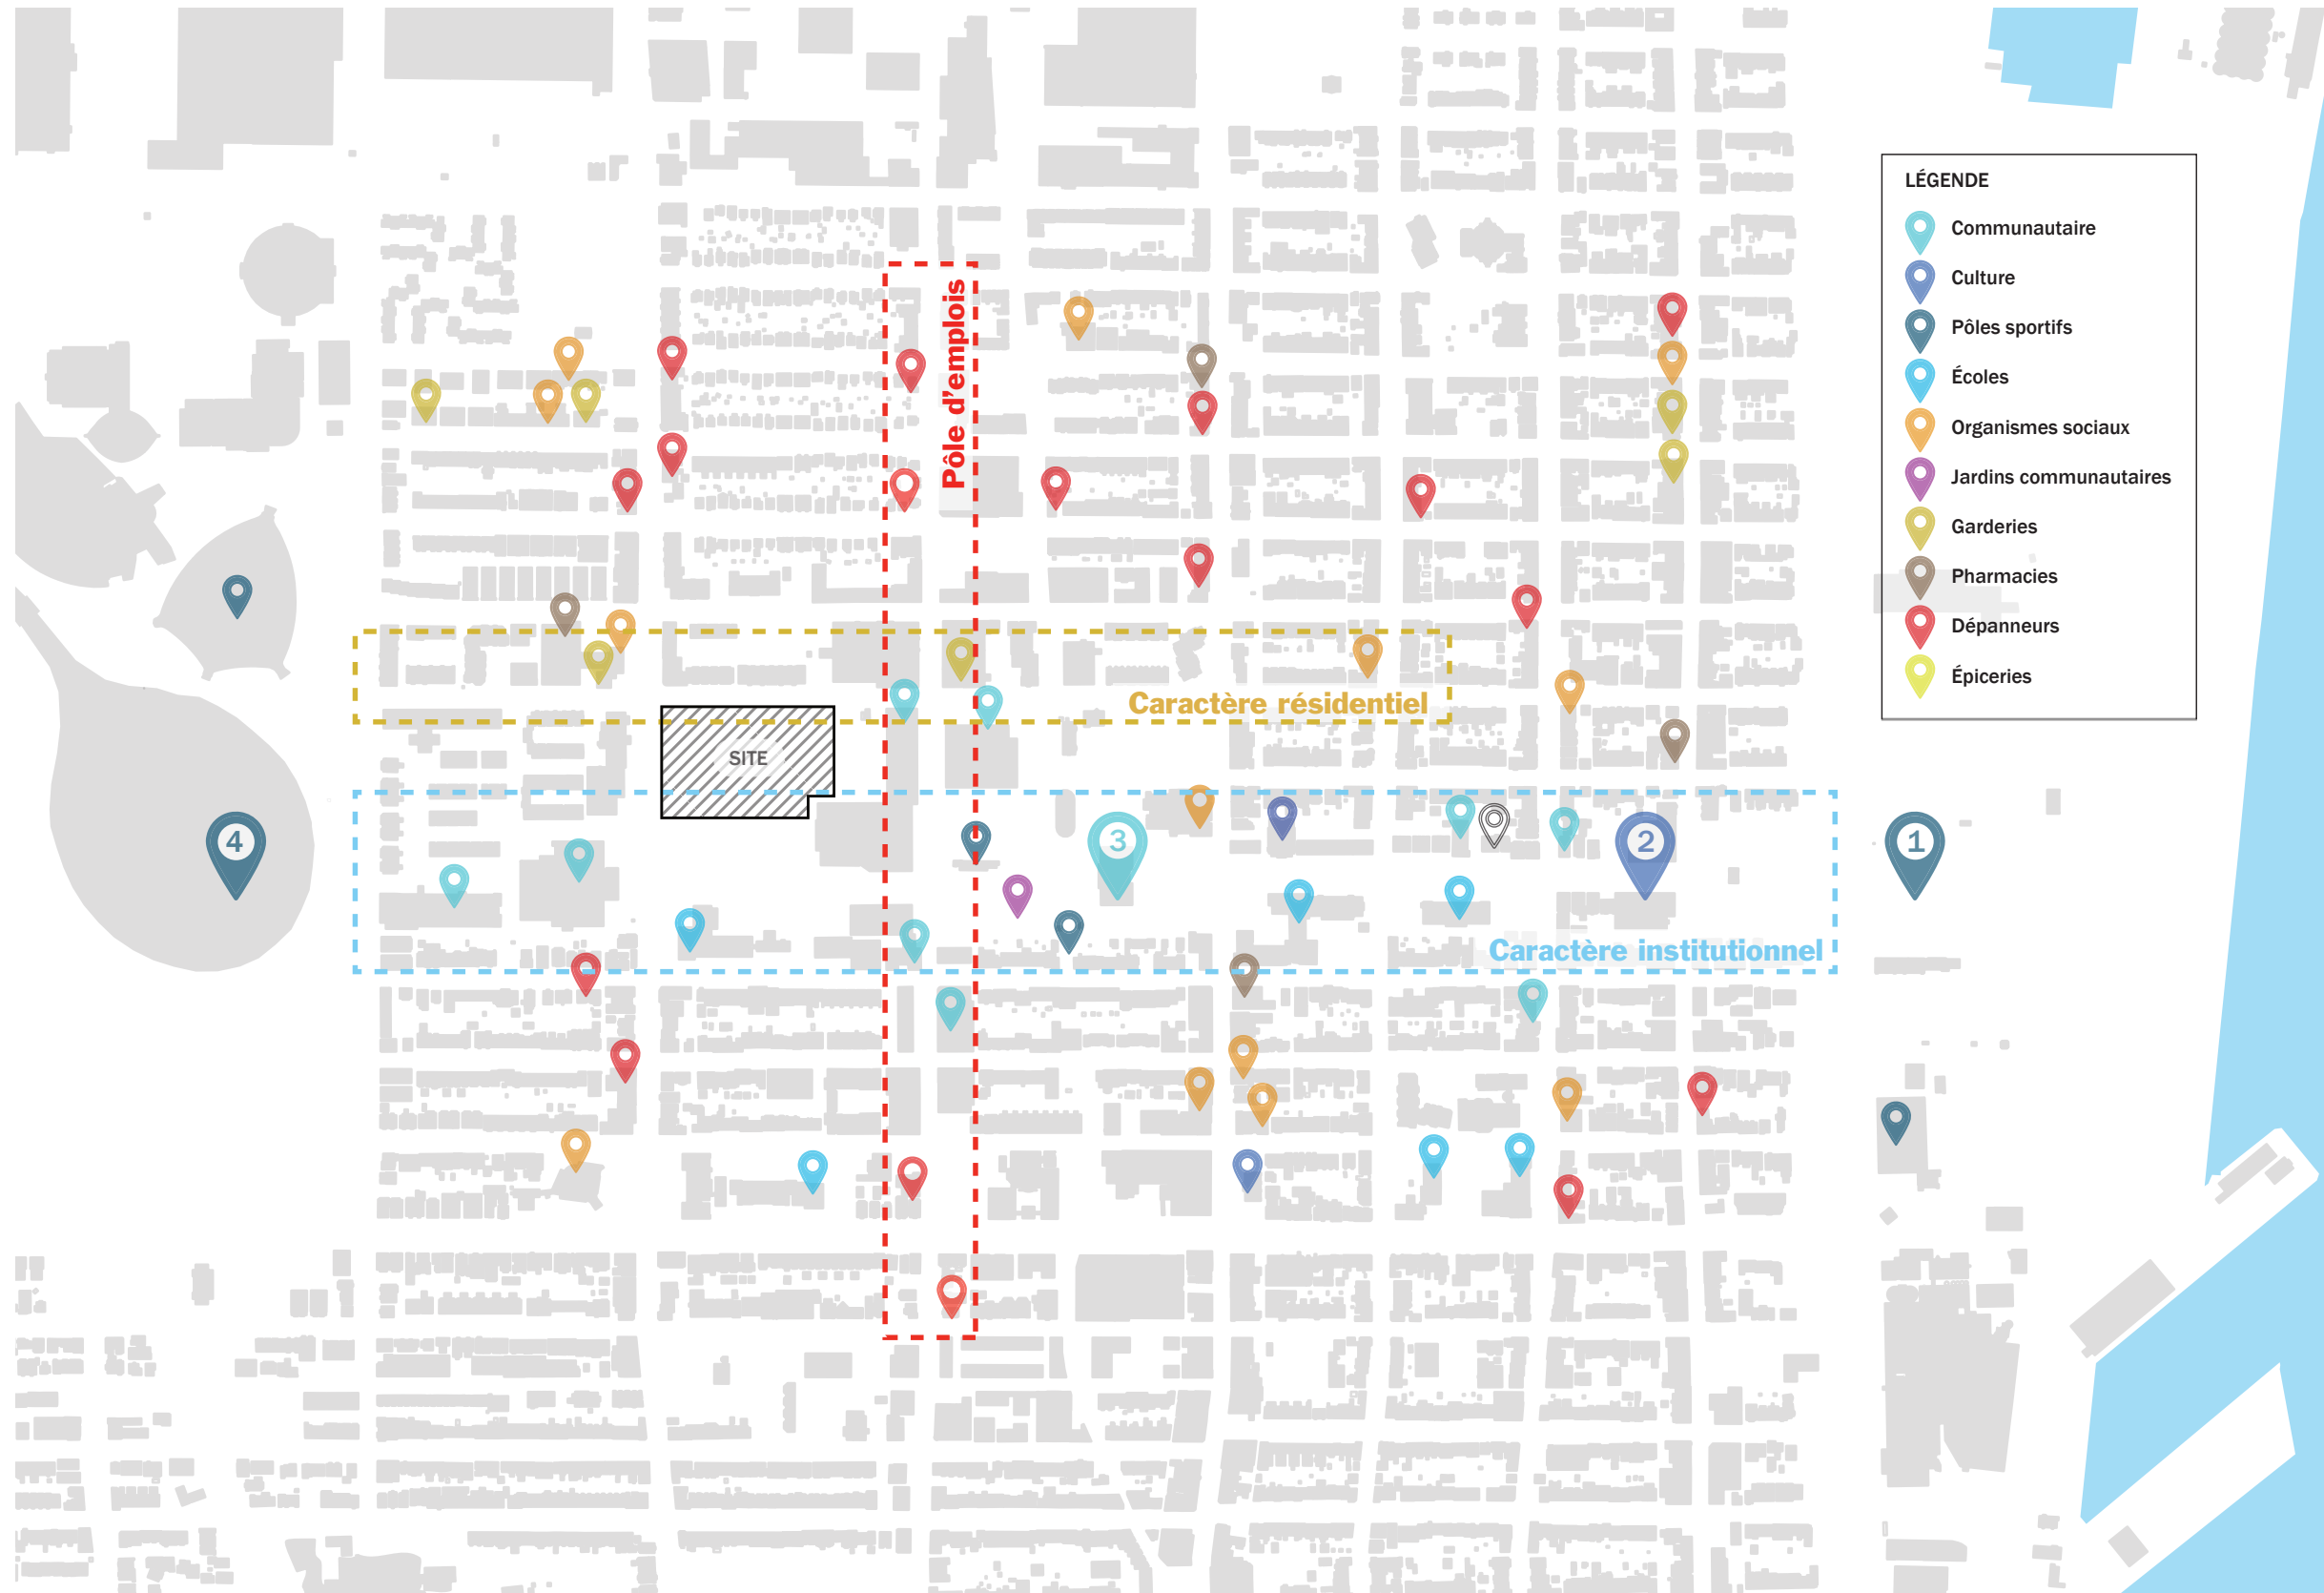 LÉGENDE
Communautaire
Culture
Pôles sportifs
Écoles
Organismes sociaux
Jardins communautaires
Garderies
Pharmacies
Dépanneurs
Épiceries
Pôle d'emplois
Caractère résidentiel
SITE
4
3
2
1
Caractère institutionnel